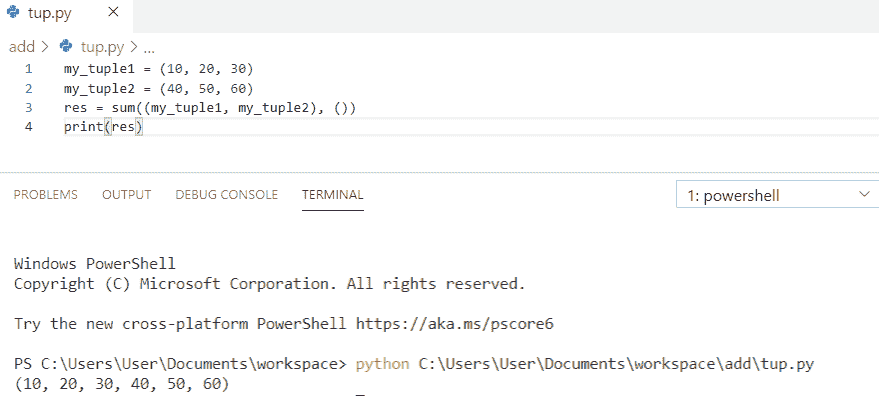 tup.py
add > tup.py > ...
1 my_tuple1 = (10, 20, 30)
2 my_tuple2 = (40, 50, 60)
3 res = sum((my_tuple1, my_tuple2), ())
4 print(res)
PROBLEMS OUTPUT DEBUG CONSOLE TERMINAL 1: powershell
Windows PowerShell
Copyright (C) Microsoft Corporation. All rights reserved.
Try the new cross-platform PowerShell https://aka.ms/pscore6
PS C:\Users\User\Documents\workspace> python C:\Users\User\Documents\workspace\add\tup.py
(10, 20, 30, 40, 50, 60)